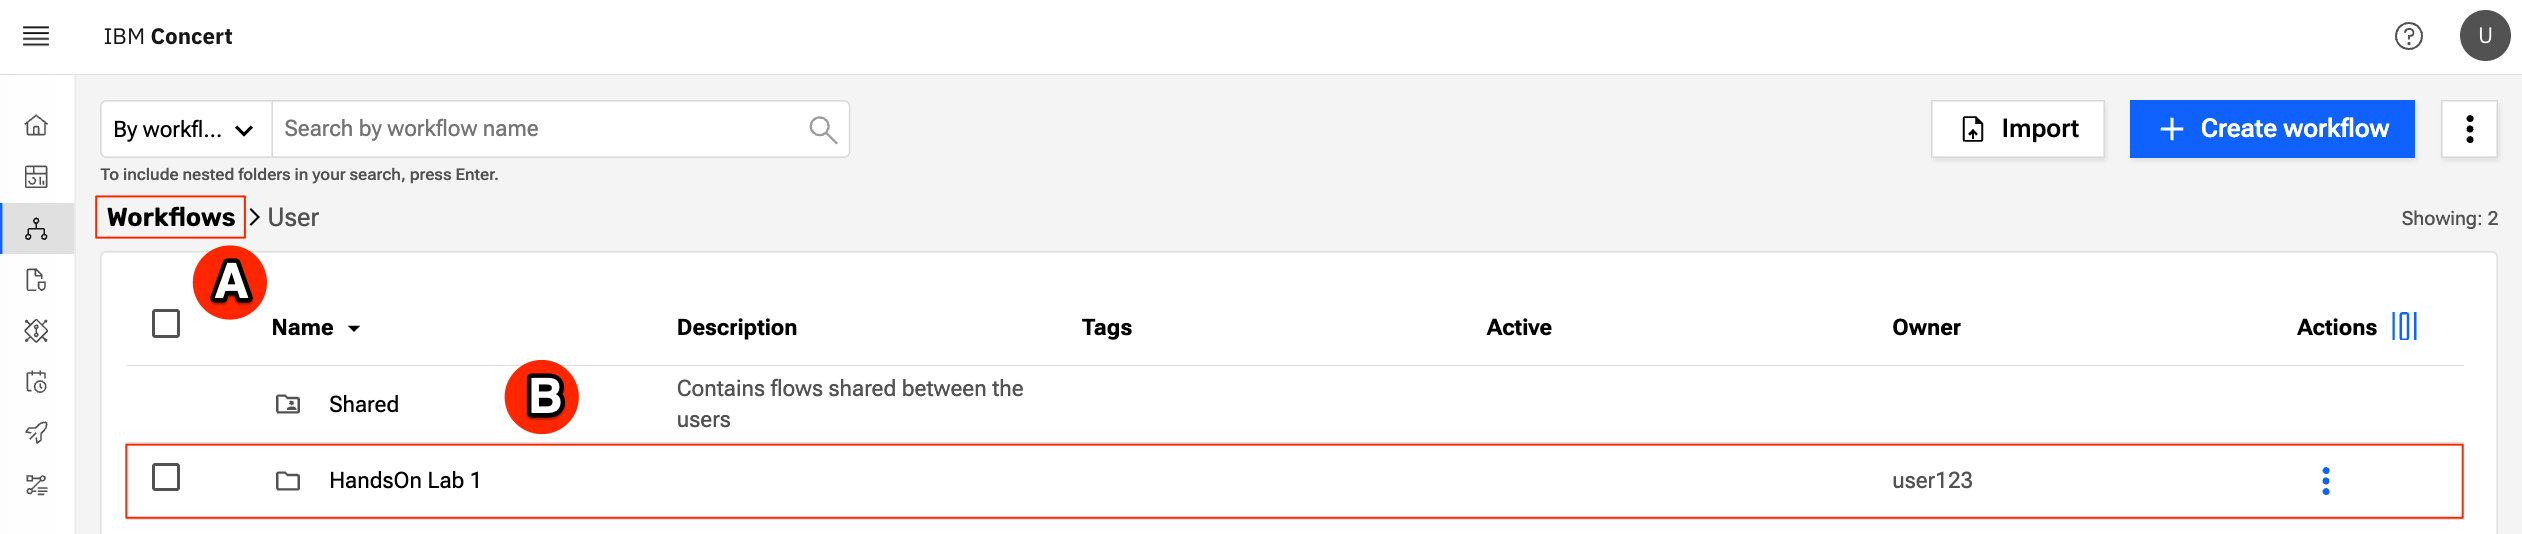 IBM Concert
U
By workfl...
Search by workflow name
Import
Create workflow
To include nested folders in your search, press Enter.
Workflows > User
Showing: 2
A
Name
Description
Tags
Active
Owner
Actions
B
Shared
Contains flows shared between the
users
HandsOn Lab 1
user123